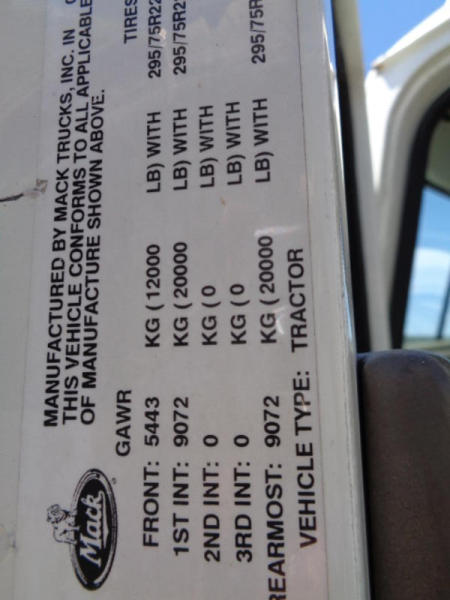 MANUFACTURED BY MACK TRUCKS, INC. IN
THIS VEHICLE CONFORMS TO ALL APPLICABLE
OF MANUFACTURE SHOWN ABOVE.
GAWR TIRES
FRONT: 5443 KG ( 12000 LB) WITH 295/75R22
1ST INT: 9072 KG ( 20000 LB) WITH 295/75R2
2ND INT: 0 KG ( 0 LB) WITH
3RD INT: 0 KG ( 0 LB) WITH
REARMOST: 9072 KG ( 20000 LB) WITH 295/75R
VEHICLE TYPE: TRACTOR
Mack